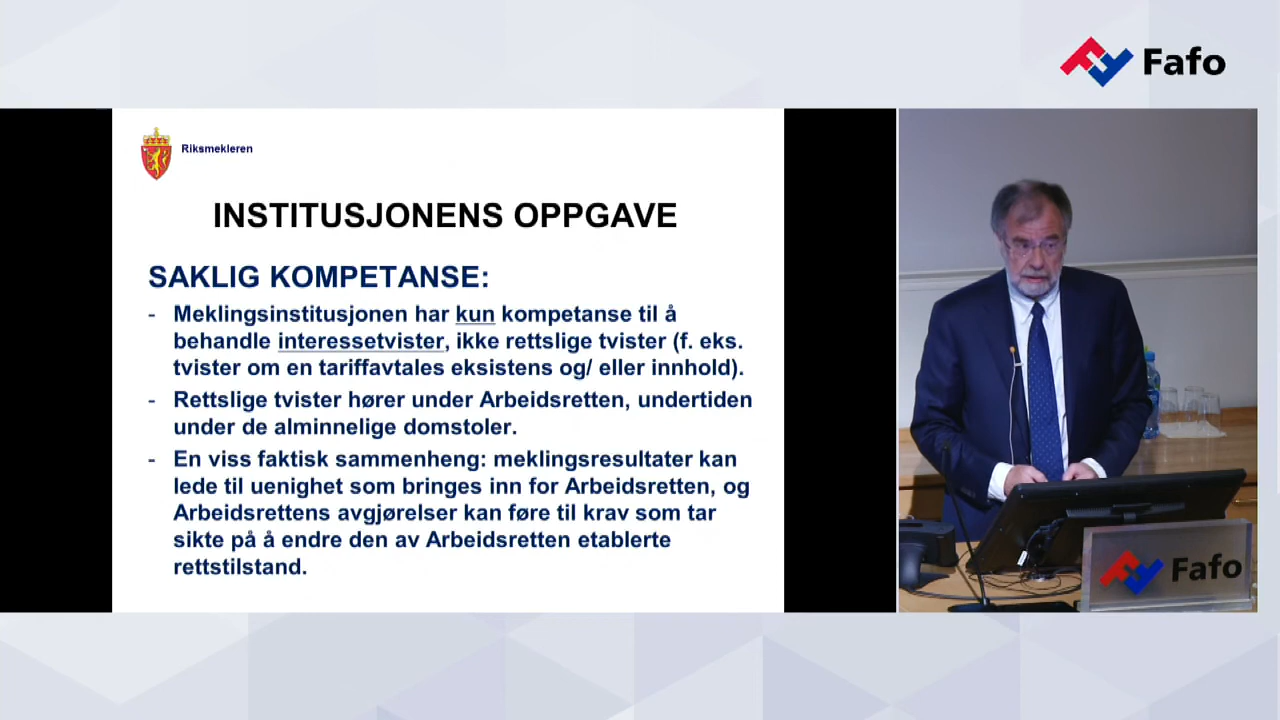 Fafo
Riksmekleren
INSTITUSJONENS OPPGAVE
SAKLIG KOMPETANSE:
- Meklingsinstitusjonen har kun kompetanse til å
behandle interessetvister, ikke rettslige tvister (f. eks.
tvister om en tariffavtales eksistens og/ eller innhold).
- Rettslige tvister hører under Arbeidsretten, undertiden
under de alminnelige domstoler.
- En viss faktisk sammenheng: meklingsresultater kan
lede til uenighet som bringes inn for Arbeidsretten, og
Arbeidsrettens avgjørelser kan føre til krav som tar
sikte på å endre den av Arbeidsretten etablerte
rettstilstand.
Fafo